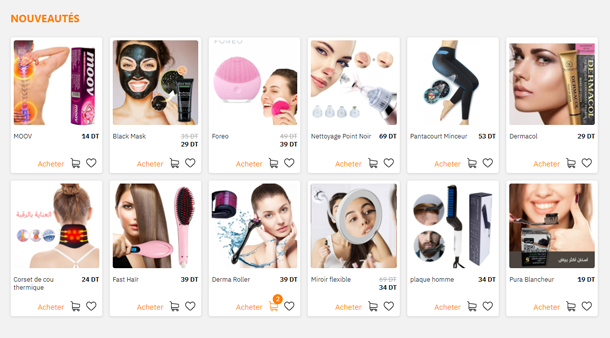 NOUVEAUTÉS
moov
FOREO
DERMACOL
MOOV 14 DT
Black Mask 35 DT
29 DT
Foreo 49 DT
39 DT
Nettoyage Point Noir 69 DT
Pantacourt Minceur 53 DT
Dermacol 29 DT
Acheter
Acheter
Acheter
Acheter
Acheter
Acheter
العناية بالرقبة
اسنان أكثر بياض
Corset de cou
thermique 24 DT
Fast Hair 39 DT
Derma Roller 39 DT
Miroir flexible 69 DT
34 DT
plaque homme 34 DT
Pura Blancheur 19 DT
Acheter
Acheter
Acheter 2
Acheter
Acheter
Acheter